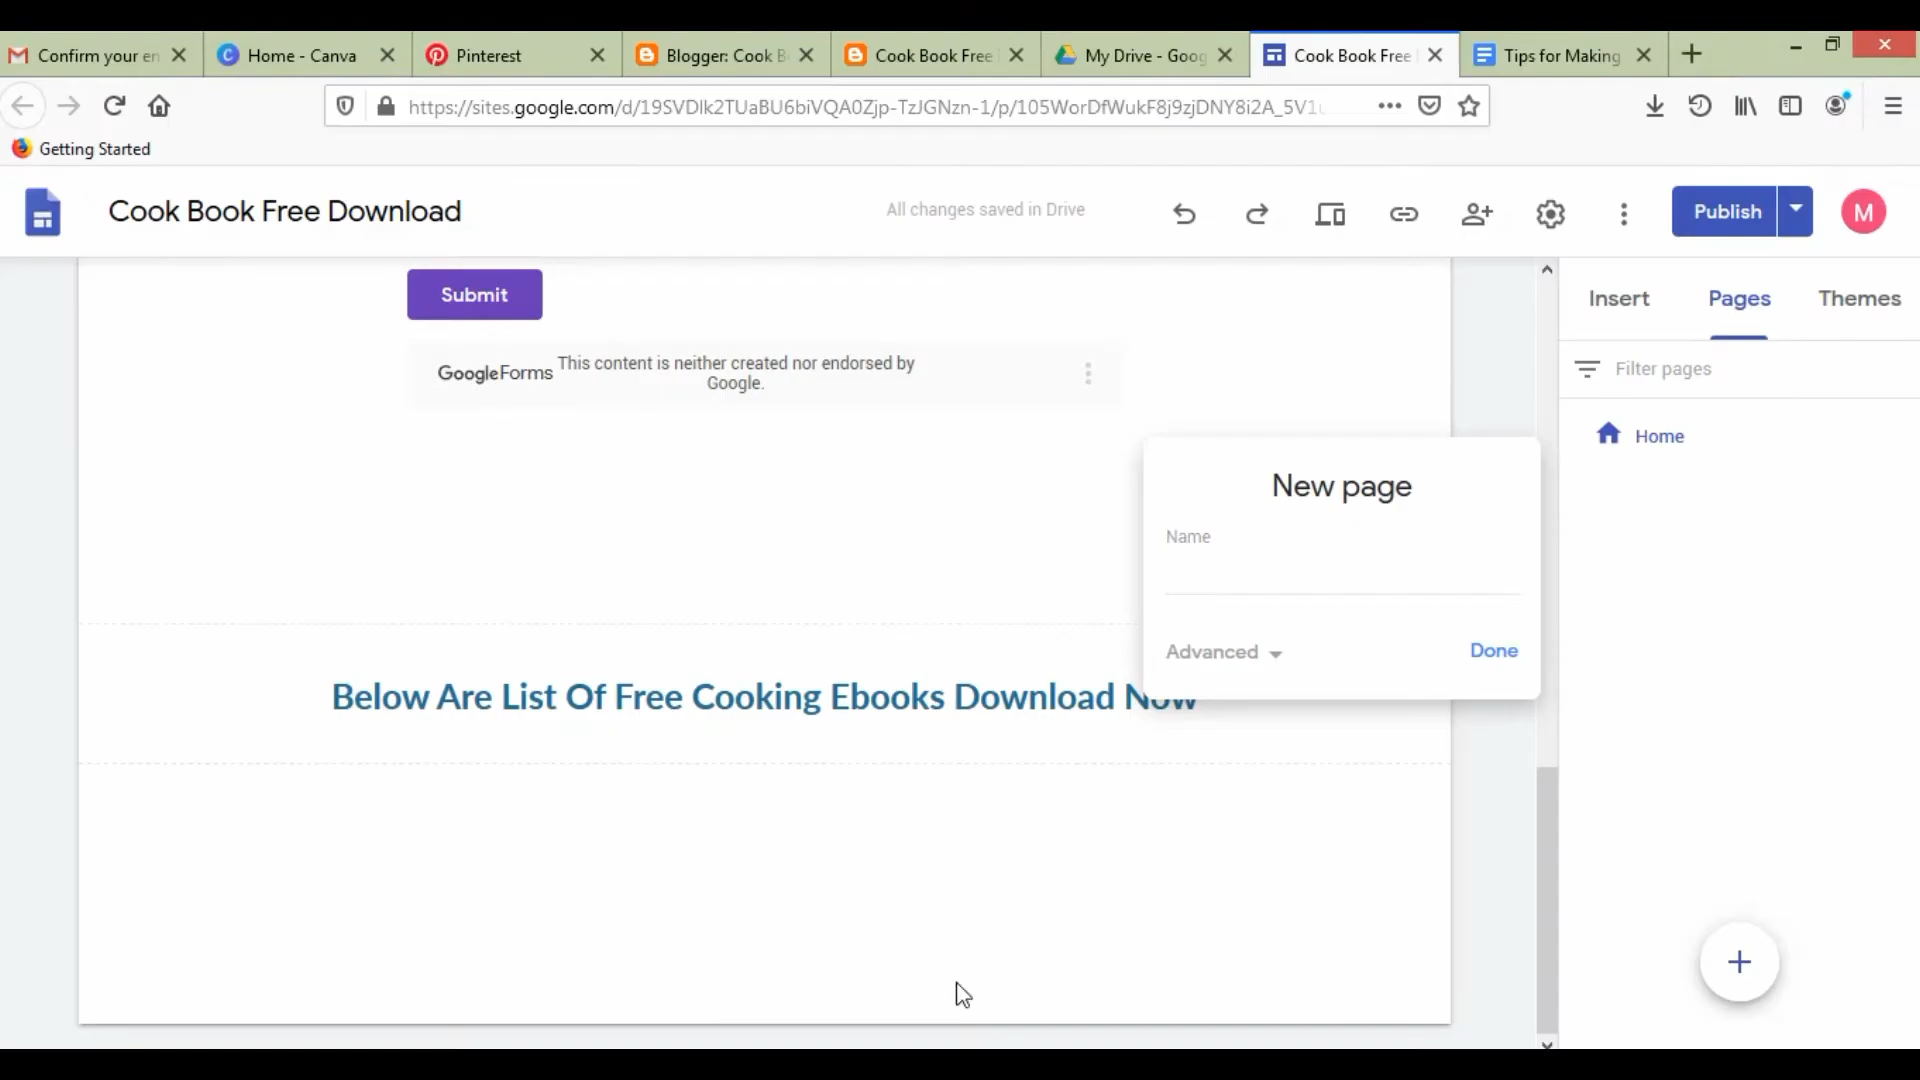 Confirm your en
Home - Canva
Pinterest
Blogger: Cook B
Cook Book Free
My Drive - Goog
Cook Book Free
Tips for Making
https://sites.google.com/d/19SVDlk2TUaBU6biVQA0Zjp-TzJGNzn-1/p/105WorDfWukF8j9zjDNY8i2A_5V1
Getting Started
Cook Book Free Download
All changes saved in Drive
Publish
M
Insert
Pages
Themes
Submit
Google Forms
This content is neither created nor endorsed by
Google.
Filter pages
Home
New page
Name
Advanced
Done
Below Are List Of Free Cooking Ebooks Download Now